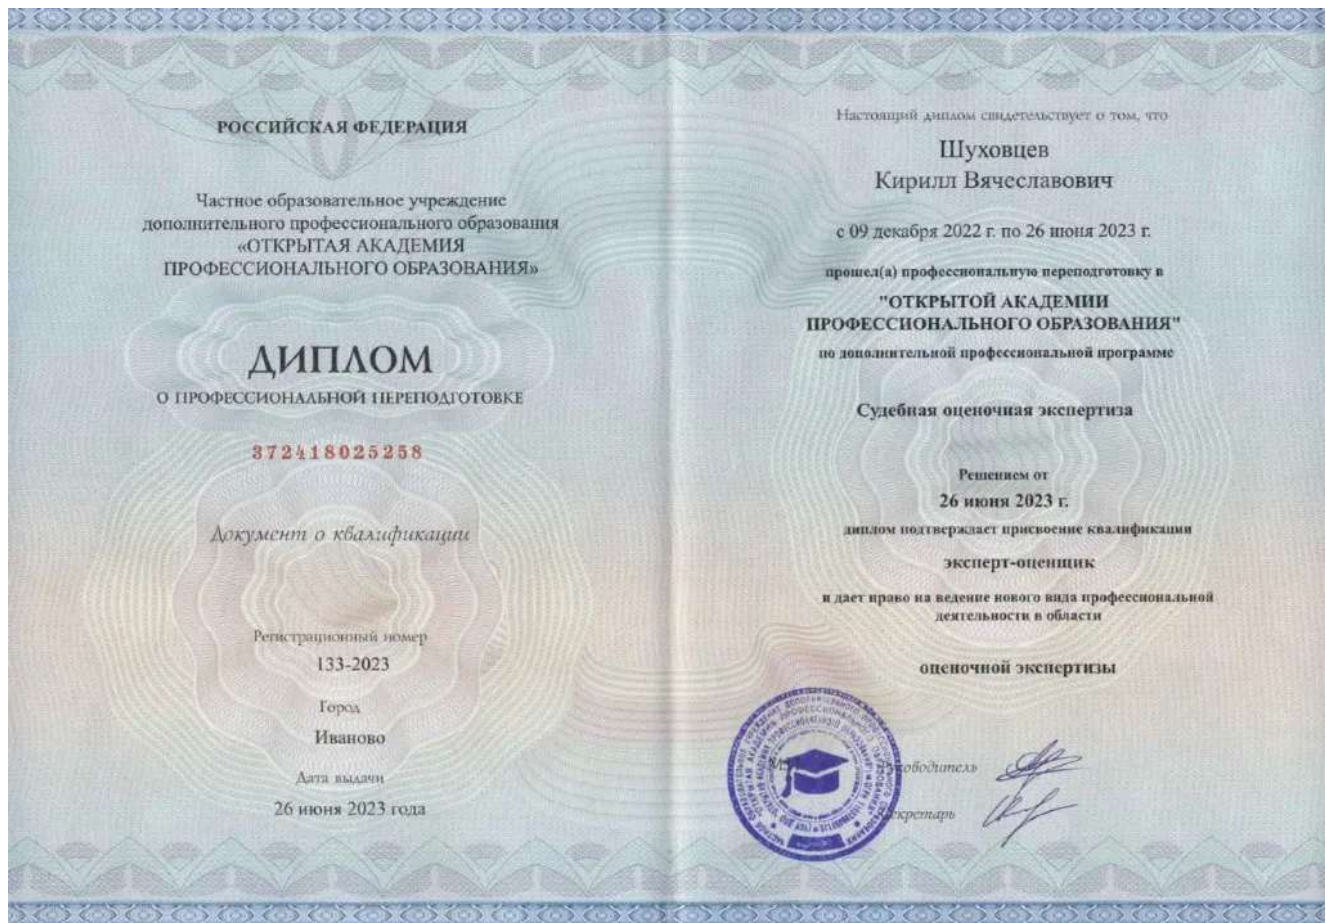 РОССИЙСКАЯ ФЕДЕРАЦИЯ
Частное образовательное учреждение
дополнительного профессионального образования
«ОТКРЫТАЯ АКАДЕМИЯ
ПРОФЕССИОНАЛЬНОГО ОБРАЗОВАНИЯ»
ДИПЛОМ
О ПРОФЕССИОНАЛЬНОЙ ПЕРЕПОДГОТОВКЕ
372418025258
Документ о квалификации
Регистрационный номер
133-2023
Город
Иваново
Дата выдачи
26 июня 2023 года
Настоящий диплом свидетельствует о том, что
Шуховцев
Кирилл Вячеславович
с 09 декабря 2022 г. по 26 июня 2023 г.
прошел(а) профессиональную переподготовку в
"ОТКРЫТОЙ АКАДЕМИИ
ПРОФЕССИОНАЛЬНОГО ОБРАЗОВАНИЯ"
по дополнительной профессиональной программе
Судебная оценочная экспертиза
Решением от
26 июня 2023 г.
диплом подтверждает присвоение квалификации
эксперт-оценщик
и дает право на ведение нового вида профессиональной
деятельности в области
оценочной экспертизы
Руководитель
Секретарь